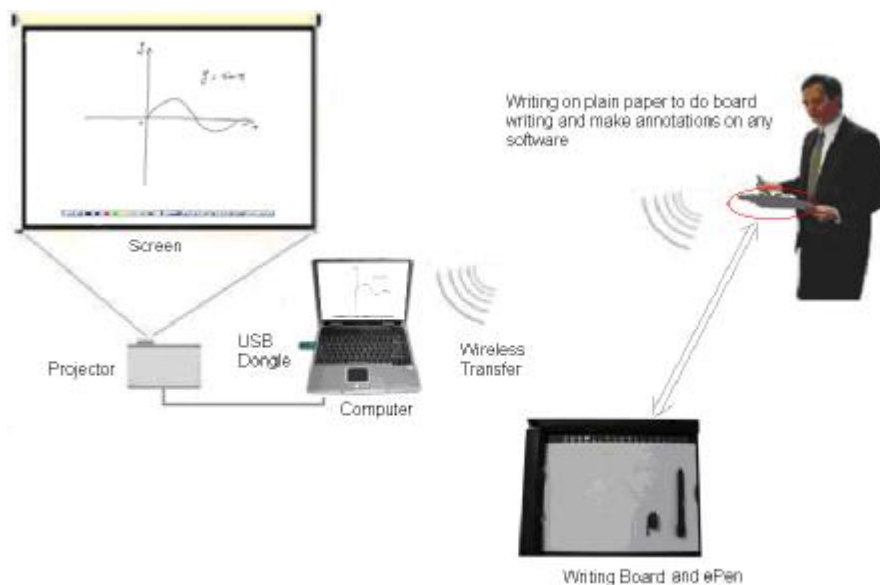 y
y = sin x
Screen
Writing on plain paper to do board
writing and make annotations on any
software
USB
Dongle
Projector
Computer
Wireless
Transfer
Writing Board and ePen